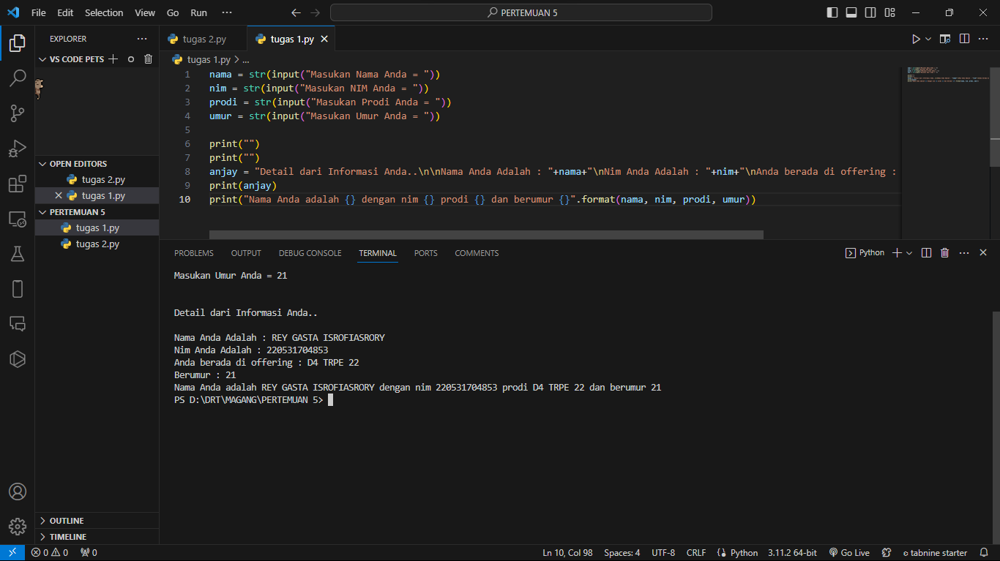 File Edit Selection View Go Run ··· PERTEMUAN 5
EXPLORER ···
VS CODE PETS
OPEN EDITORS
tugas 2.py
tugas 1.py
PERTEMUAN 5
tugas 1.py
tugas 2.py
OUTLINE
TIMELINE
tugas 2.py tugas 1.py
tugas 1.py > ...
1 nama = str(input("Masukan Nama Anda = "))
2 nim = str(input("Masukan NIM Anda = "))
3 prodi = str(input("Masukan Prodi Anda = "))
4 umur = str(input("Masukan Umur Anda = "))
5
6 print("")
7 print("")
8 anjay = "Detail dari Informasi Anda..\n\nNama Anda Adalah : "+nama+"\nNim Anda Adalah : "+nim+"\nAnda berada di offering :
9 print(anjay)
10 print("Nama Anda adalah {} dengan nim {} prodi {} dan berumur {}".format(nama, nim, prodi, umur))
PROBLEMS OUTPUT DEBUG CONSOLE TERMINAL PORTS COMMENTS Python
Masukan Umur Anda = 21
Detail dari Informasi Anda..
Nama Anda Adalah : REY GASTA ISROFIASRORY
Nim Anda Adalah : 220531704853
Anda berada di offering : D4 TRPE 22
Berumur : 21
Nama Anda adalah REY GASTA ISROFIASRORY dengan nim 220531704853 prodi D4 TRPE 22 dan berumur 21
PS D:\DRT\MAGANG\PERTEMUAN 5>
0 0 0 Ln 10, Col 98 Spaces: 4 UTF-8 CRLF Python 3.11.2 64-bit Go Live tabnine starter